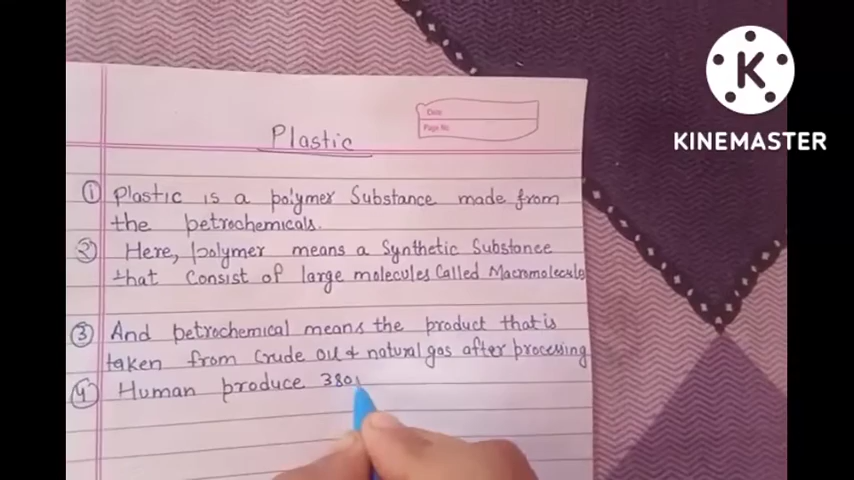 K
KINEMASTER
Date:
Page No:
Plastic
① Plastic is a polymer Substance made from
the petrochemicals.
② Here, polymer means a Synthetic Substance
that Consist of large molecules Called Macromolecule
③ And petrochemical means the product that is
taken from Crude Oil & natural gas after processing
④ Human produce 380